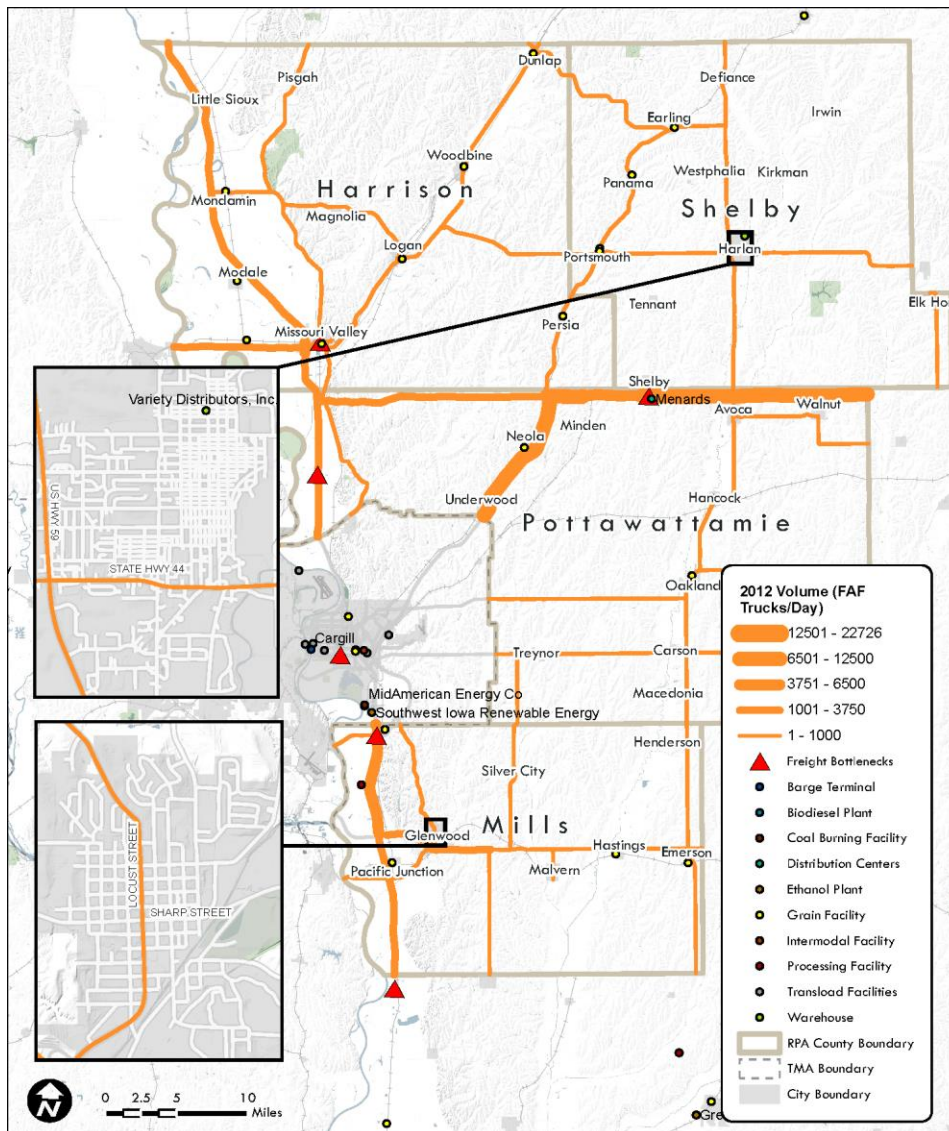 Dunlap
Pisgah
Defiance
Little Sioux
Irwin
Earling
Woodbine
Panama
Westphalia
Kirkman
Harrison
Mondamin
Magnolia
Shelby
Logan
Portsmouth
Harlan
Modale
Tennant
Elk Ho
Persia
Missouri Valley
Shelby
Menards
Walnut
Avoca
Variety Distributors, Inc.
Minden
Neola
Underwood
Hancock
Pottawattamie
US HWY 59
STATE HWY 44
Oakland
Cargill
Treynor
Carson
MidAmerican Energy Co
Macedonia
Southwest Iowa Renewable Energy
Henderson
Silver City
Glenwood
Mills
Hastings
Emerson
Pacific Junction
Malvern
LOCUST STREET
SHARP STREET
Gre
2012 Volume (FAF
Trucks/Day)
12501 - 22726
6501 - 12500
3751 - 6500
1001 - 3750
1 - 1000
Freight Bottlenecks
Barge Terminal
Biodiesel Plant
Coal Burning Facility
Distribution Centers
Ethanol Plant
Grain Facility
Intermodal Facility
Processing Facility
Transload Facilities
Warehouse
RPA County Boundary
TMA Boundary
City Boundary
N
0 2.5 5 10
Miles